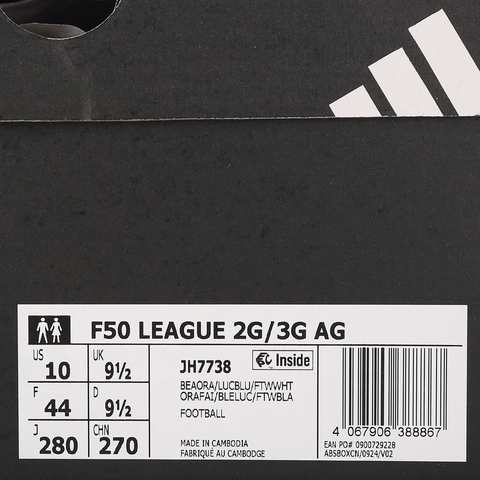 F50 LEAGUE 2G/3G AG
US 10 UK 9½
F 44 D 9½
J 280 CHN 270
JH7738 Inside
BEAORA/LUCBLU/FTWWHT
ORAFAI/BLELUC/FTWBLA
FOOTBALL
MADE IN CAMBODIA
FABRIQUÉ AU CAMBODGE
4 067906 388867
EAN PO# 0900729228
ABSBOXCN/0924/V02